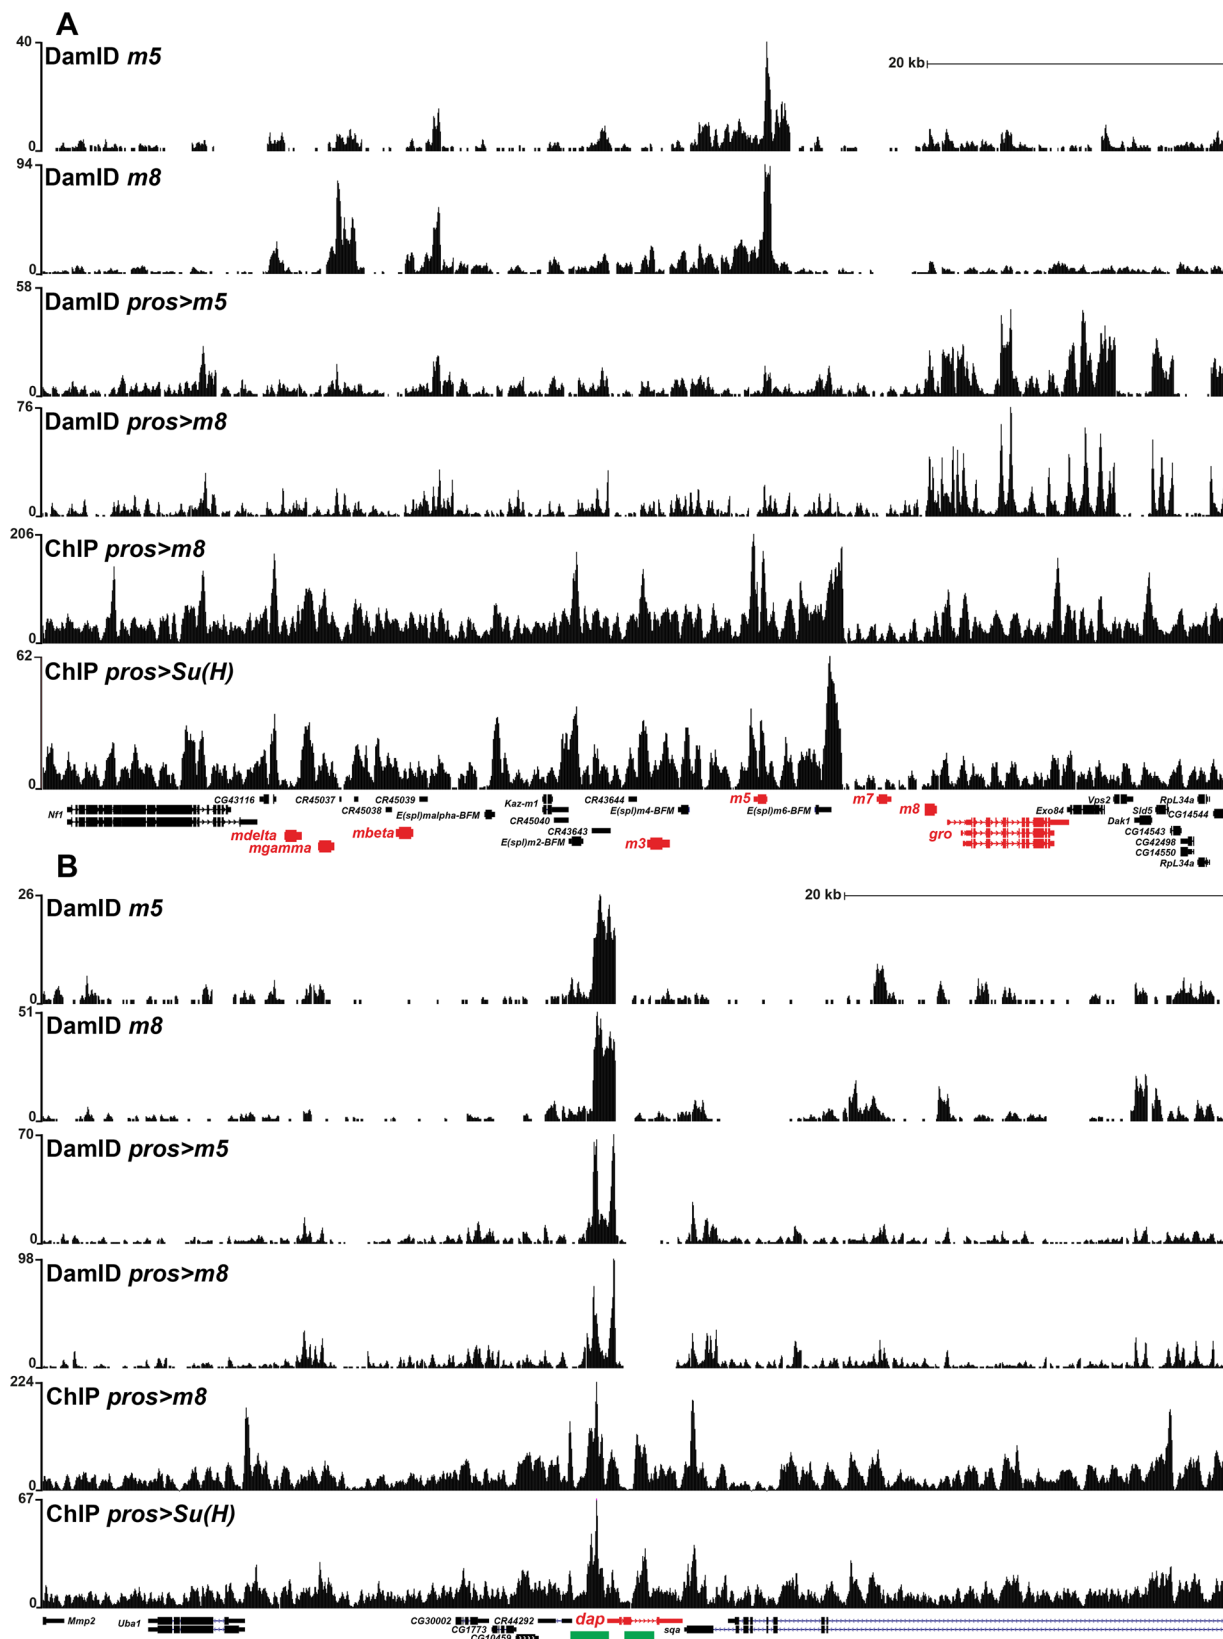 A
40
DamID m5
20 kb
0
94
DamID m8
0
58
DamID pros>m5
0
76
DamID pros>m8
0
206
ChIP pros>m8
0
62
ChIP pros>Su(H)
0
CG43116 CR45037 CR45039 CR43644 m5 m7 Vps2 RpL34a
Nf1 CR45038 E(spl)malpha-BFM Kaz-m1 E(spl)m4-BFM E(spl)m6-BFM m8 Exo84 Sld5 CG14544
CR45040 Dak1
mdelta mbeta CR43643 gro CG14543
mgamma E(spl)m2-BFM m3 CG42498
CG14550
RpL34a
B
26
DamID m5
20 kb
0
51
DamID m8
0
70
DamID pros>m5
0
98
DamID pros>m8
0
224
ChIP pros>m8
0
67
ChIP pros>Su(H)
0
Mmp2 Uba1 CG30002 CR44292 dap
CG1773 sqa
CG10459